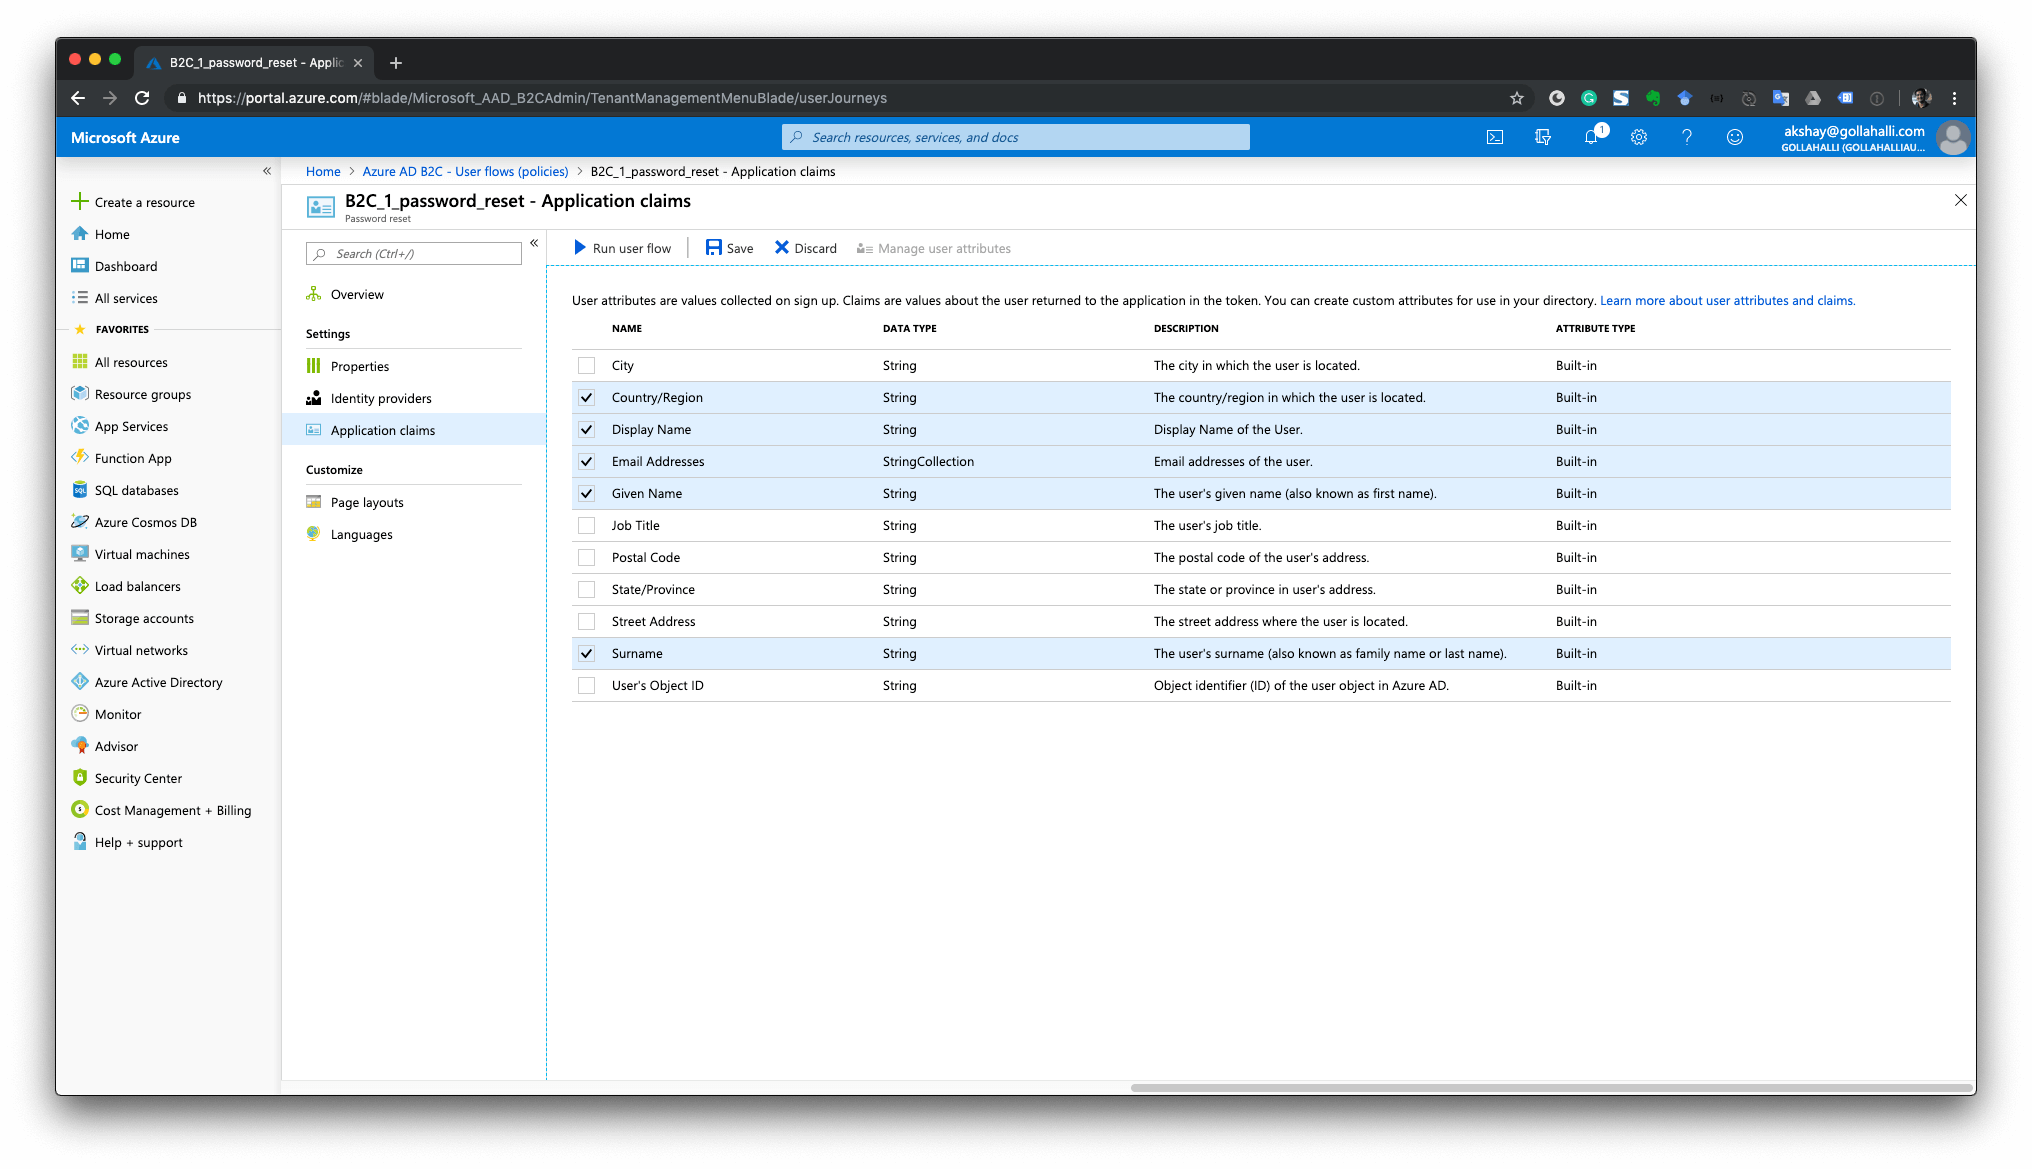 B2C_1_password_reset - Applic
https://portal.azure.com/#blade/Microsoft_AAD_B2CAdmin/TenantManagementMenuBlade/userJourneys
Microsoft Azure
Search resources, services, and docs
1
akshay@gollahalli.com
GOLLAHALLI (GOLLAHALLIAU...
Create a resource
Home
Dashboard
All services
FAVORITES
All resources
Resource groups
App Services
Function App
SQL databases
Azure Cosmos DB
Virtual machines
Load balancers
Storage accounts
Virtual networks
Azure Active Directory
Monitor
Advisor
Security Center
Cost Management + Billing
Help + support
Home > Azure AD B2C - User flows (policies) > B2C_1_password_reset - Application claims
B2C_1_password_reset - Application claims
Password reset
Search (Ctrl+/)
Overview
Settings
Properties
Identity providers
Application claims
Customize
Page layouts
Languages
Run user flow Save Discard Manage user attributes
User attributes are values collected on sign up. Claims are values about the user returned to the application in the token. You can create custom attributes for use in your directory. Learn more about user attributes and claims.
NAME DATA TYPE DESCRIPTION ATTRIBUTE TYPE
City String The city in which the user is located. Built-in
Country/Region String The country/region in which the user is located. Built-in
Display Name String Display Name of the User. Built-in
Email Addresses StringCollection Email addresses of the user. Built-in
Given Name String The user's given name (also known as first name). Built-in
Job Title String The user's job title. Built-in
Postal Code String The postal code of the user's address. Built-in
State/Province String The state or province in user's address. Built-in
Street Address String The street address where the user is located. Built-in
Surname String The user's surname (also known as family name or last name). Built-in
User's Object ID String Object identifier (ID) of the user object in Azure AD. Built-in